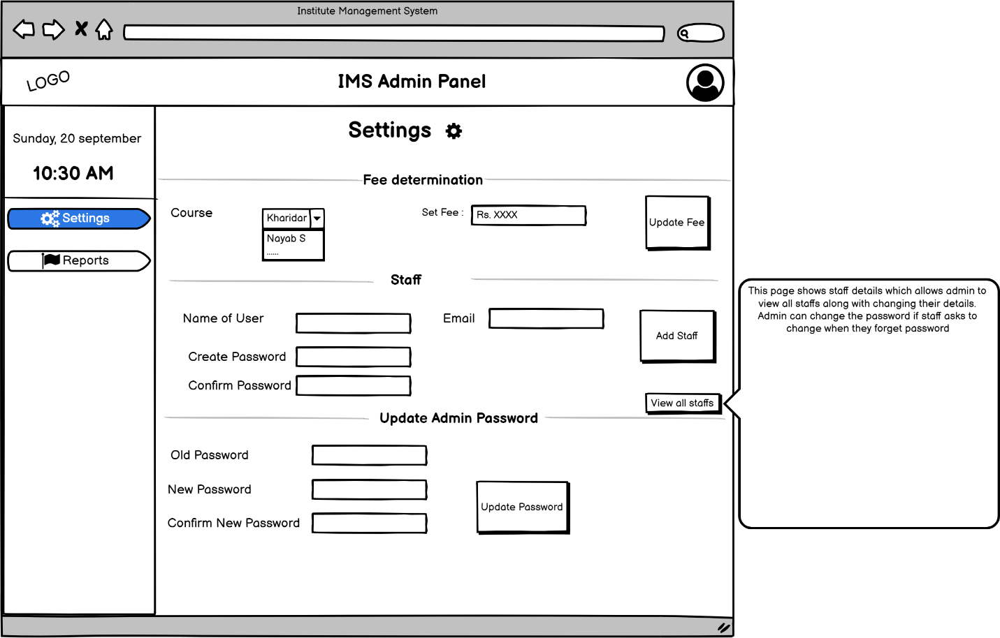 Institute Management System
LOGO
IMS Admin Panel
Sunday, 20 september
10:30 AM
Settings
Reports
Settings
Fee determination
Course
Kharidar
Nayab S
......
Set Fee :
Rs. XXXX
Update Fee
Staff
Name of User
Email
Add Staff
Create Password
Confirm Password
View all staffs
This page shows staff details which allows admin to
view all staffs along with changing their details.
Admin can change the password if staff asks to
change when they forget password
Update Admin Password
Old Password
New Password
Update Password
Confirm New Password